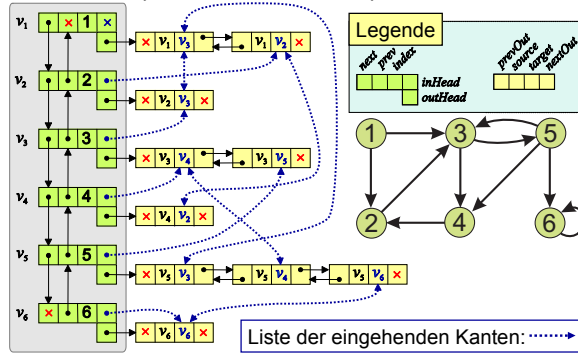 v₁ 1
v₁ v₃ v₁ v₂
v₂ 2
v₂ v₃
v₃ 3
v₃ v₄ v₃ v₅
v₄ 4
v₄ v₂
v₅ 5
v₅ v₃ v₅ v₄ v₅ v₆
v₆ 6
v₆ v₆
Legende
next prev index
inHead
outHead
prevOut source target nextOut
1 3 5
2 4 6
Liste der eingehenden Kanten: